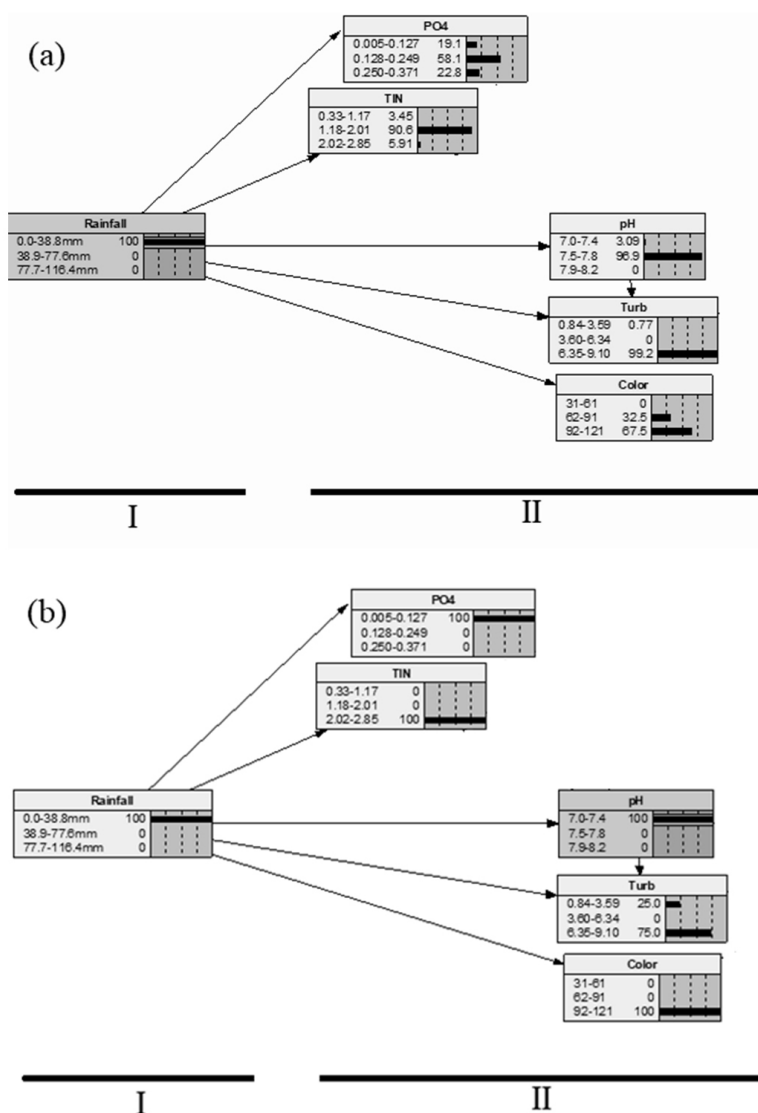 (a)
PO4
0.005-0.127 19.1
0.128-0.249 58.1
0.250-0.371 22.8
TIN
0.33-1.17 3.45
1.18-2.01 90.6
2.02-2.85 5.91
Rainfall
0.0-38.8mm 100
38.9-77.6mm 0
77.7-116.4mm 0
pH
7.0-7.4 3.09
7.5-7.8 96.9
7.9-8.2 0
Turb
0.84-3.59 0.77
3.60-6.34 0
6.35-9.10 99.2
Color
31-61 0
62-91 32.5
92-121 67.5
I II
(b)
PO4
0.005-0.127 100
0.128-0.249 0
0.250-0.371 0
TIN
0.33-1.17 0
1.18-2.01 0
2.02-2.85 100
Rainfall
0.0-38.8mm 100
38.9-77.6mm 0
77.7-116.4mm 0
pH
7.0-7.4 100
7.5-7.8 0
7.9-8.2 0
Turb
0.84-3.59 25.0
3.60-6.34 0
6.35-9.10 75.0
Color
31-61 0
62-91 0
92-121 100
I II